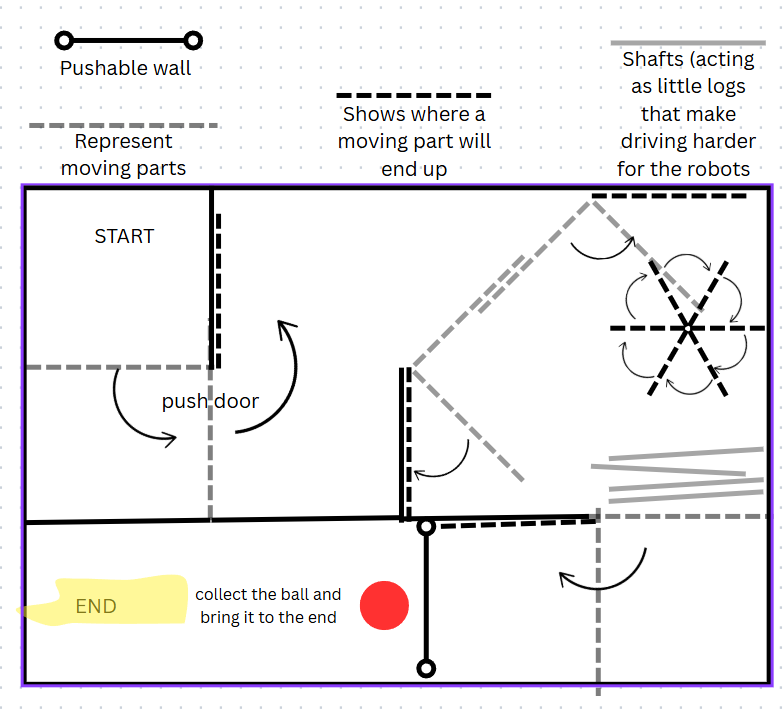 Pushable wall
Represent
moving parts
Shows where a
moving part will
end up
Shafts (acting
as little logs
that make
driving harder
for the robots
START
push door
END
collect the ball and
bring it to the end